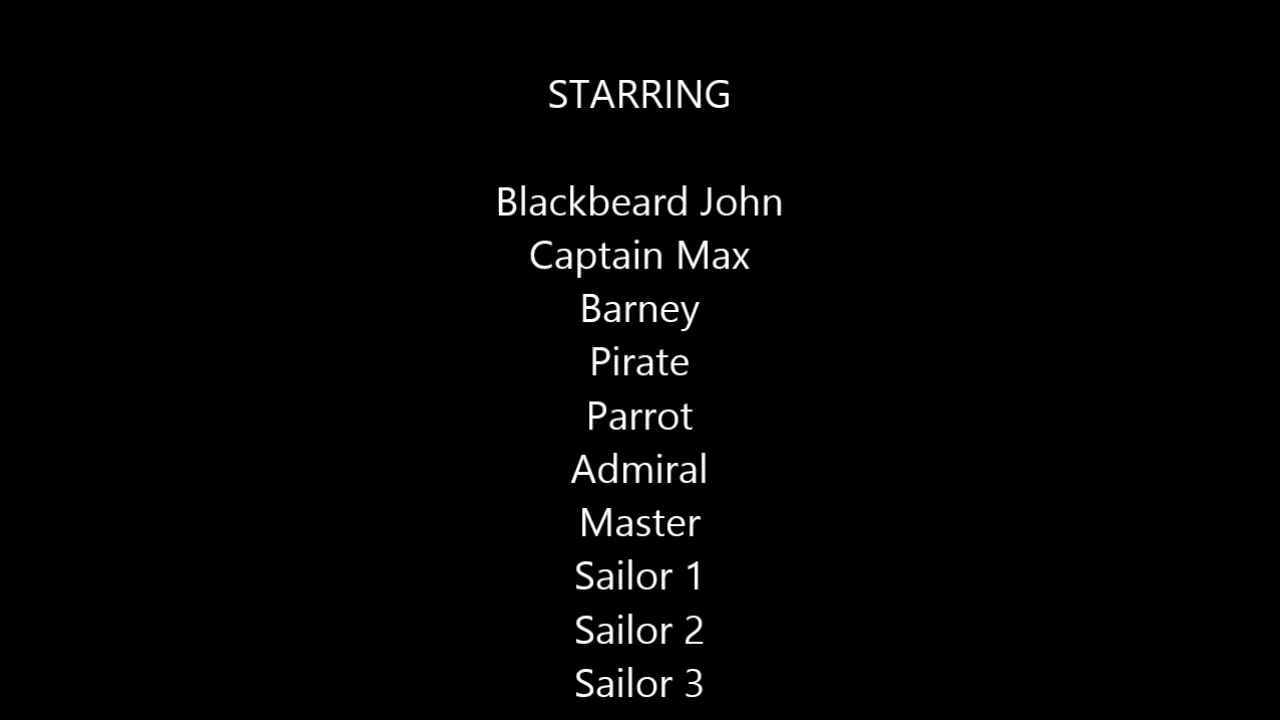 STARRING
Blackbeard John
Captain Max
Barney
Pirate
Parrot
Admiral
Master
Sailor 1
Sailor 2
Sailor 3